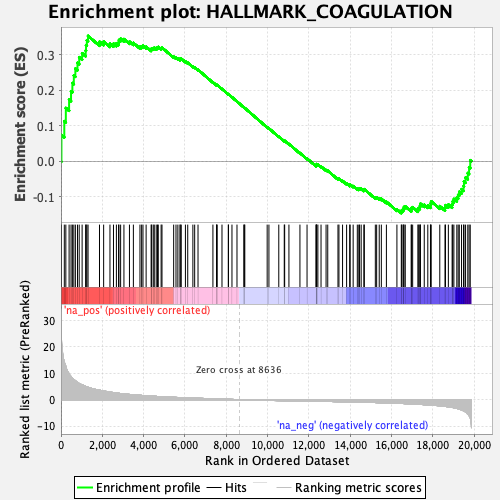 Enrichment plot: HALLMARK_COAGULATION
Enrichment score (ES)
0.3
0.2
0.1
0.0
-0.1
'na_pos' (positively correlated)
Ranked list metric (PreRanked)
30
20
10
0
-10
Zero cross at 8636
'na_neg' (negatively correlated)
0
2,000
4,000
6,000
8,000
10,000
12,000
14,000
16,000
18,000
20,000
Rank in Ordered Dataset
Enrichment profile
Hits
Ranking metric scores